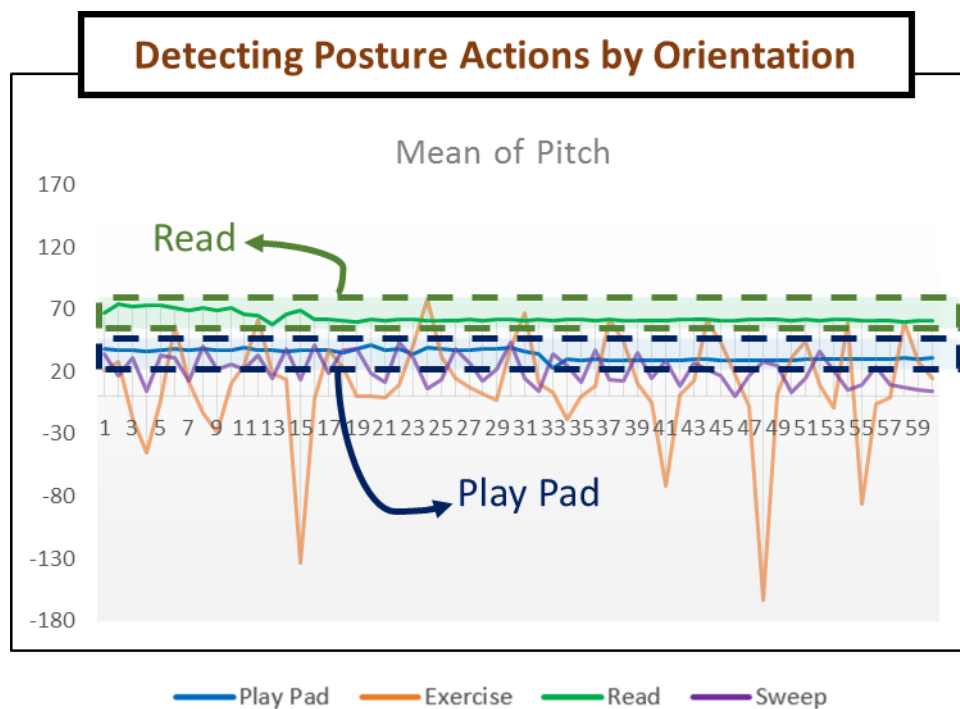 Detecting Posture Actions by Orientation
Mean of Pitch
170
120
70
20
-30
-80
-130
-180
Read
Play Pad
1 3 5 7 9 11 13 15 17 19 21 23 25 27 29 31 33 35 37 39 41 43 45 47 49 51 53 55 57 59
Play Pad Exercise Read Sweep